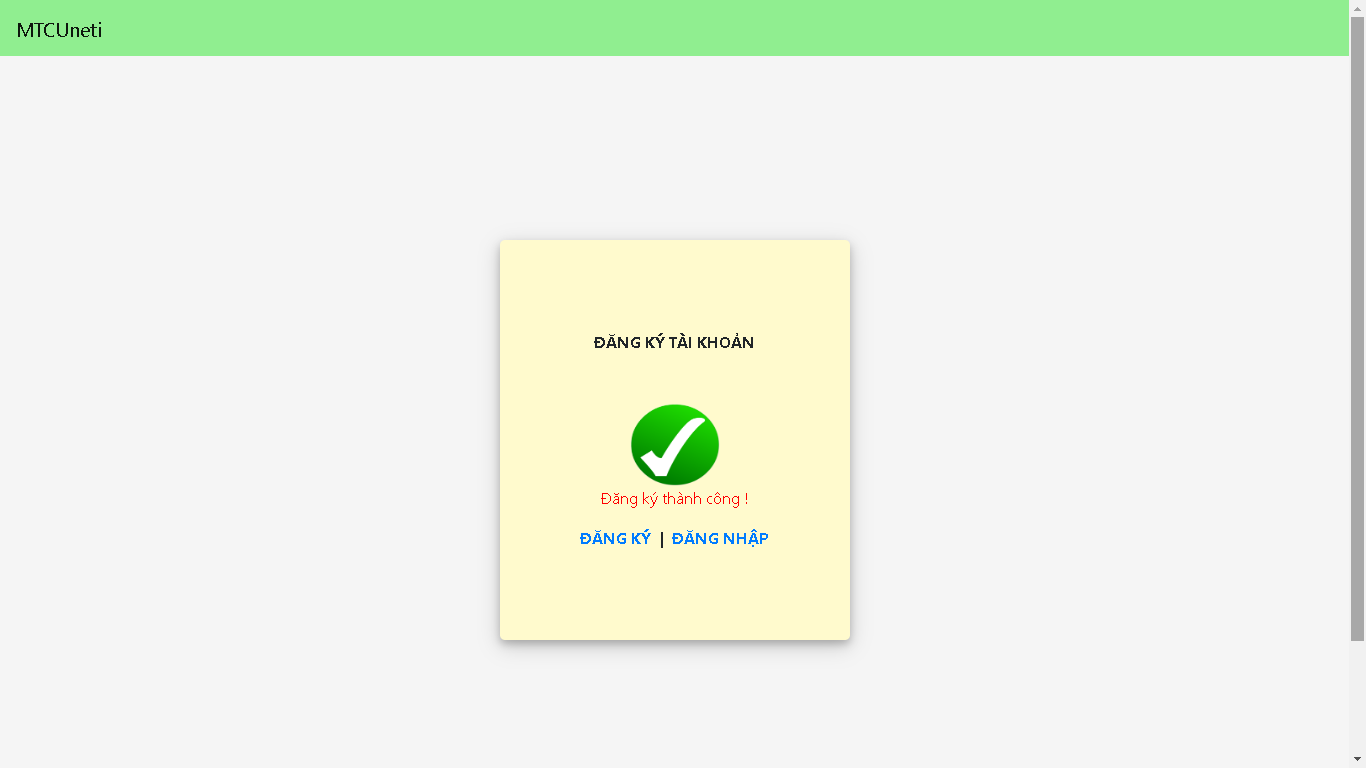 MTCUneti
ĐĂNG KÝ TÀI KHOẢN
Đăng ký thành công !
ĐĂNG KÝ | ĐĂNG NHẬP